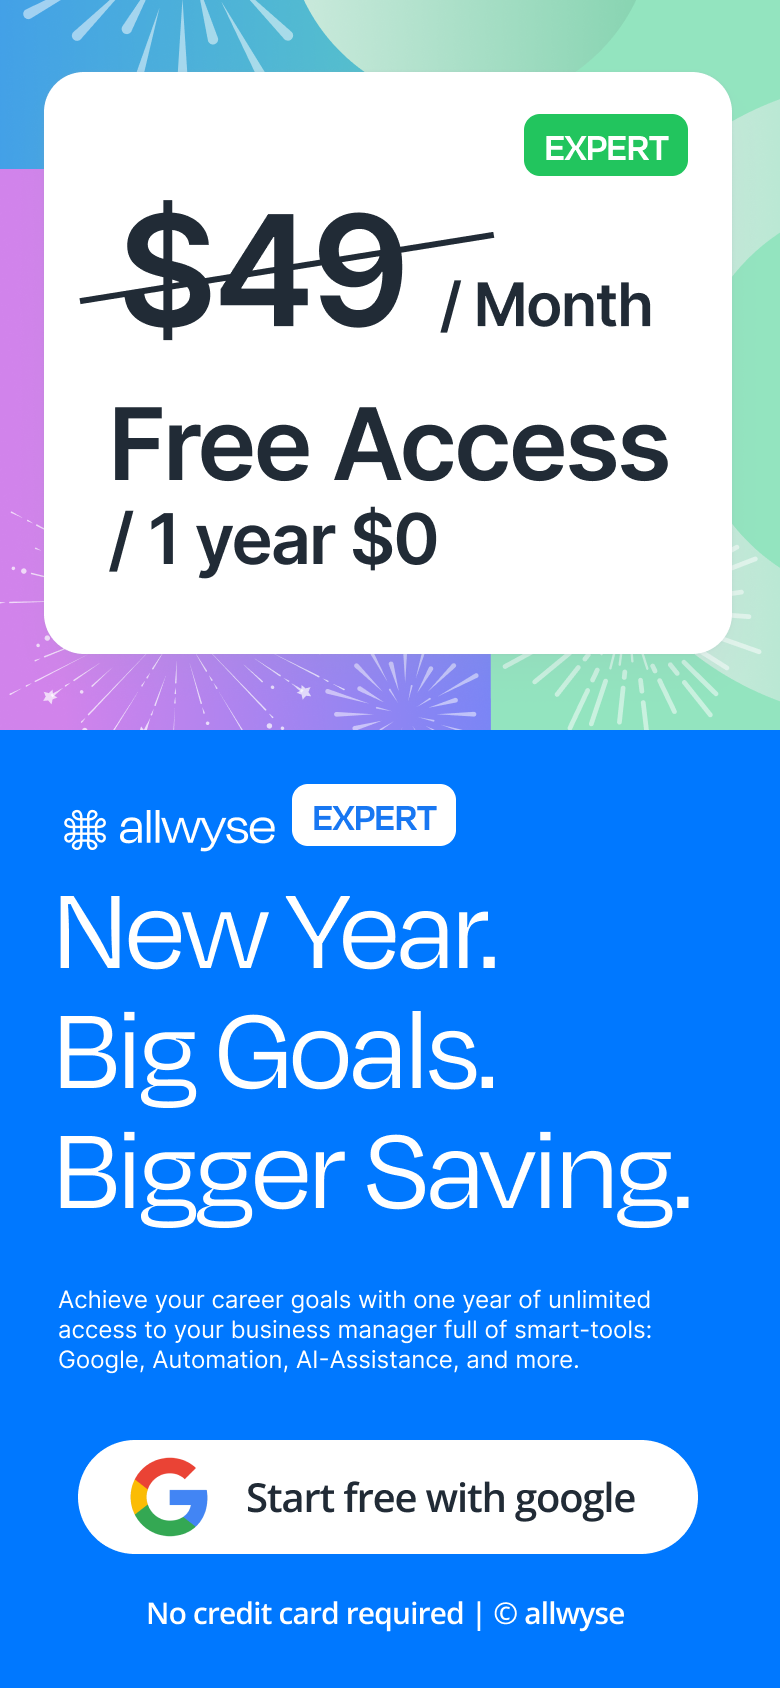 EXPERT
$49 / Month
Free Access
/ 1 year $0
allwyse EXPERT
New Year.
Big Goals.
Bigger Saving.
Achieve your career goals with one year of unlimited
access to your business manager full of smart-tools:
Google, Automation, AI-Assistance, and more.
Start free with google
No credit card required | © allwyse